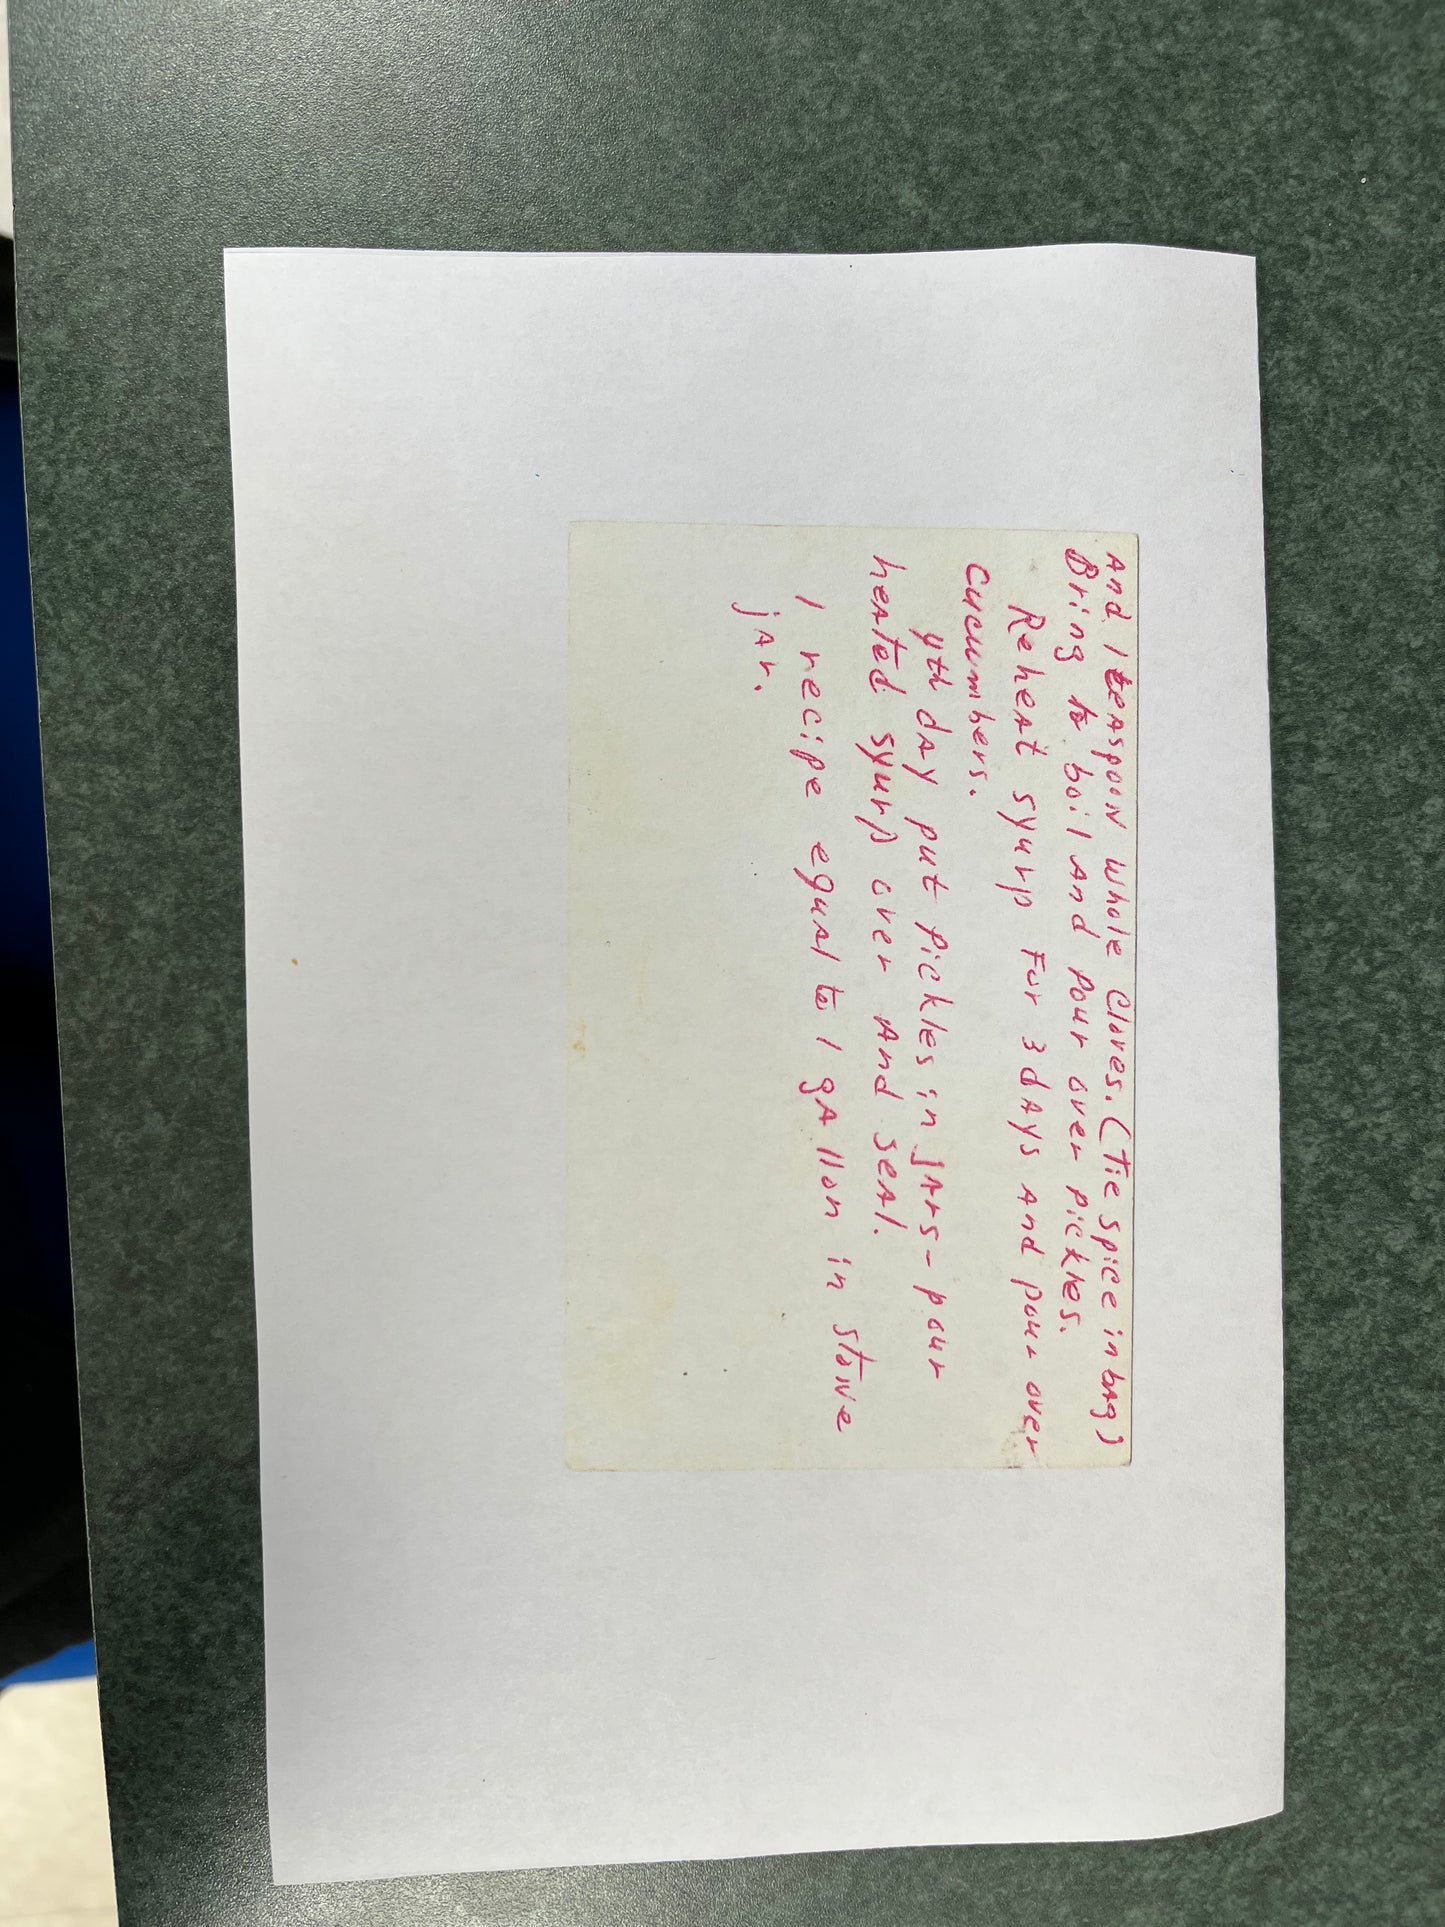 And 1 teaspoon whole cloves. (Tie spice in bag)
Bring to boil And pour over pickles.
Reheat syurp For 3 days And pour over
cucumbers.
4th day put pickles in jars - pour
heated syurp over And seal.
1 recipe equal to 1 gallon in stone
jar.